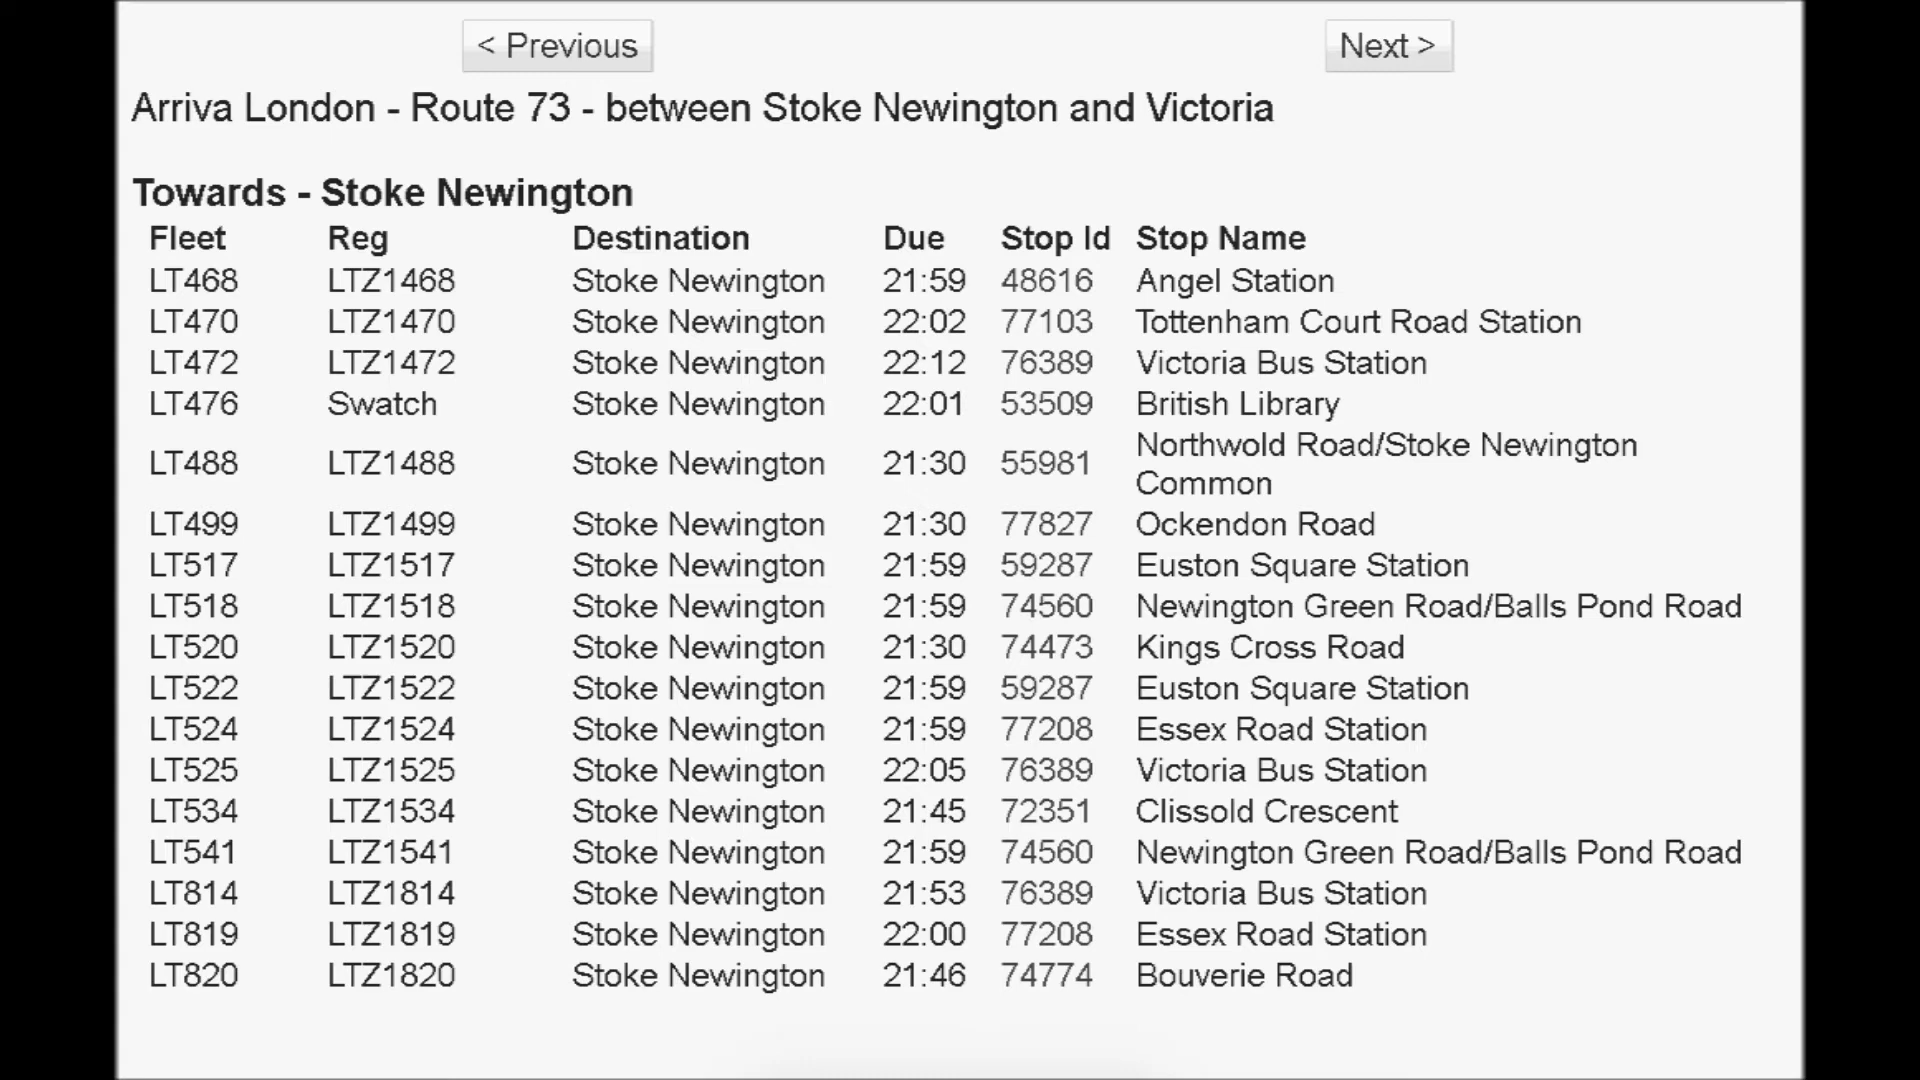 < Previous Next >
Arriva London - Route 73 - between Stoke Newington and Victoria
Towards - Stoke Newington
Fleet Reg Destination Due Stop Id Stop Name
LT468 LTZ1468 Stoke Newington 21:59 48616 Angel Station
LT470 LTZ1470 Stoke Newington 22:02 77103 Tottenham Court Road Station
LT472 LTZ1472 Stoke Newington 22:12 76389 Victoria Bus Station
LT476 Swatch Stoke Newington 22:01 53509 British Library
LT488 LTZ1488 Stoke Newington 21:30 55981 Northwold Road/Stoke Newington
Common
LT499 LTZ1499 Stoke Newington 21:30 77827 Ockendon Road
LT517 LTZ1517 Stoke Newington 21:59 59287 Euston Square Station
LT518 LTZ1518 Stoke Newington 21:59 74560 Newington Green Road/Balls Pond Road
LT520 LTZ1520 Stoke Newington 21:30 74473 Kings Cross Road
LT522 LTZ1522 Stoke Newington 21:59 59287 Euston Square Station
LT524 LTZ1524 Stoke Newington 21:59 77208 Essex Road Station
LT525 LTZ1525 Stoke Newington 22:05 76389 Victoria Bus Station
LT534 LTZ1534 Stoke Newington 21:45 72351 Clissold Crescent
LT541 LTZ1541 Stoke Newington 21:59 74560 Newington Green Road/Balls Pond Road
LT814 LTZ1814 Stoke Newington 21:53 76389 Victoria Bus Station
LT819 LTZ1819 Stoke Newington 22:00 77208 Essex Road Station
LT820 LTZ1820 Stoke Newington 21:46 74774 Bouverie Road